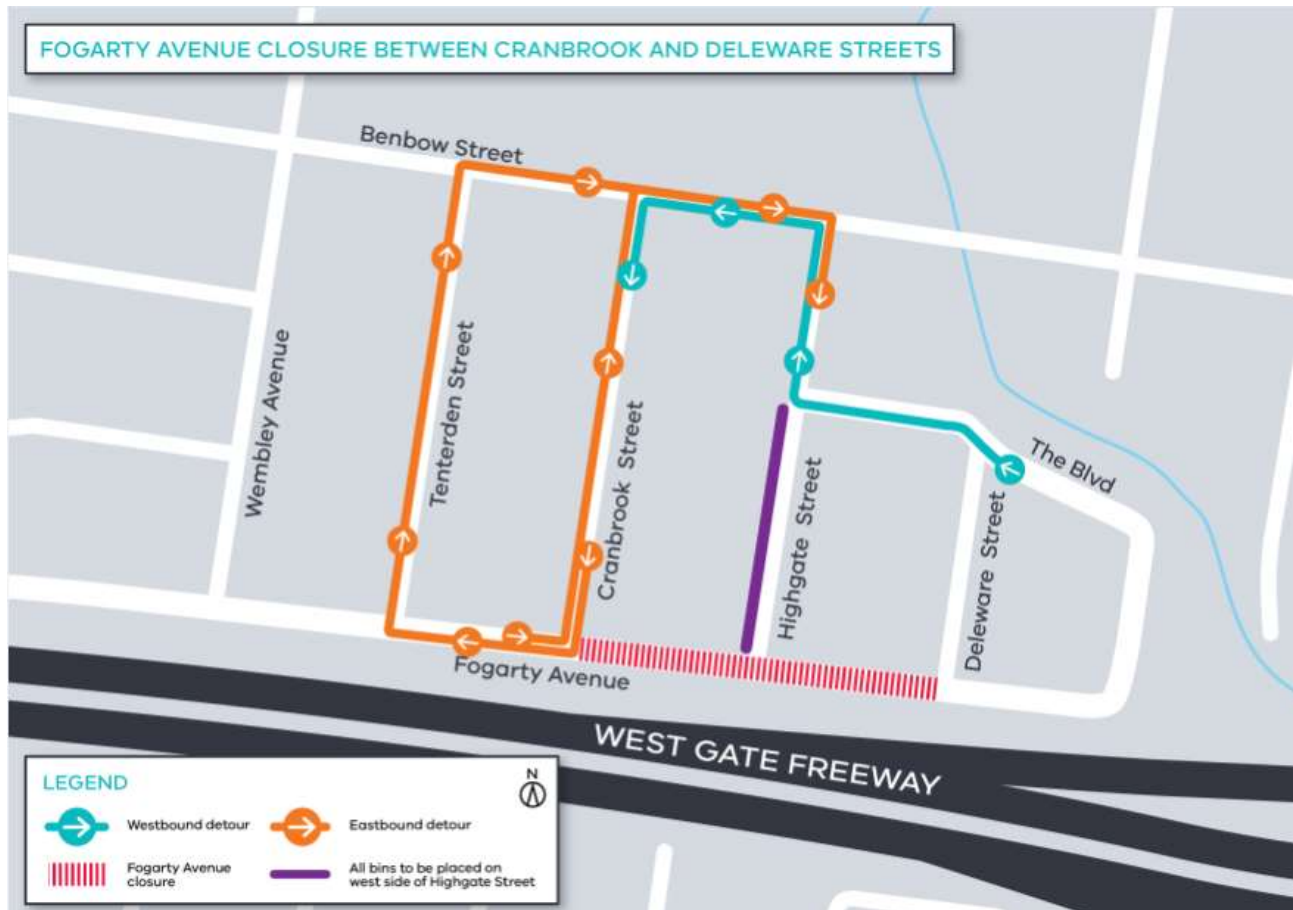 FOGARTY AVENUE CLOSURE BETWEEN CRANBROOK AND DELEWARE STREETS
Benbow Street
Wembley Avenue
Tenterden Street
Cranbrook Street
Highgate Street
The Blvd
Deleware Street
Fogarty Avenue
WEST GATE FREEWAY
LEGEND
N
Westbound detour
Eastbound detour
Fogarty Avenue
closure
All bins to be placed on
west side of Highgate Street